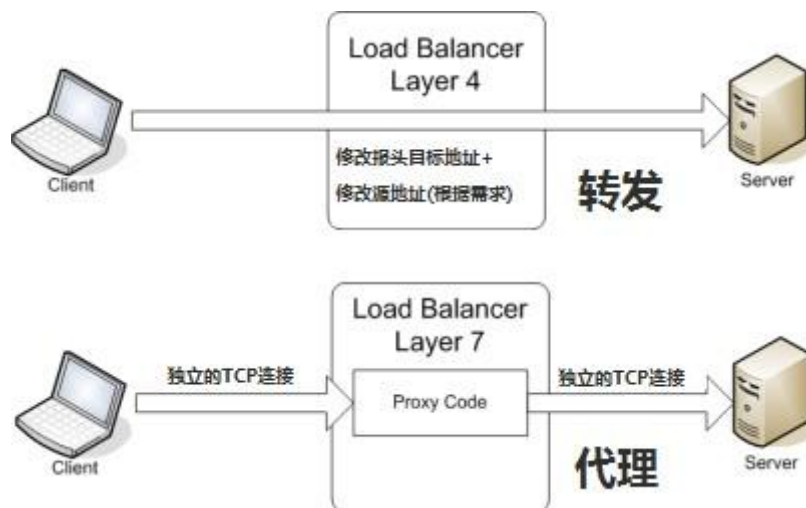 Load Balancer
Layer 4
修改报头目标地址+
修改源地址(根据需求)
Client
转发
Server
Load Balancer
Layer 7
独立的TCP连接
Proxy Code
独立的TCP连接
Client
代理
Server